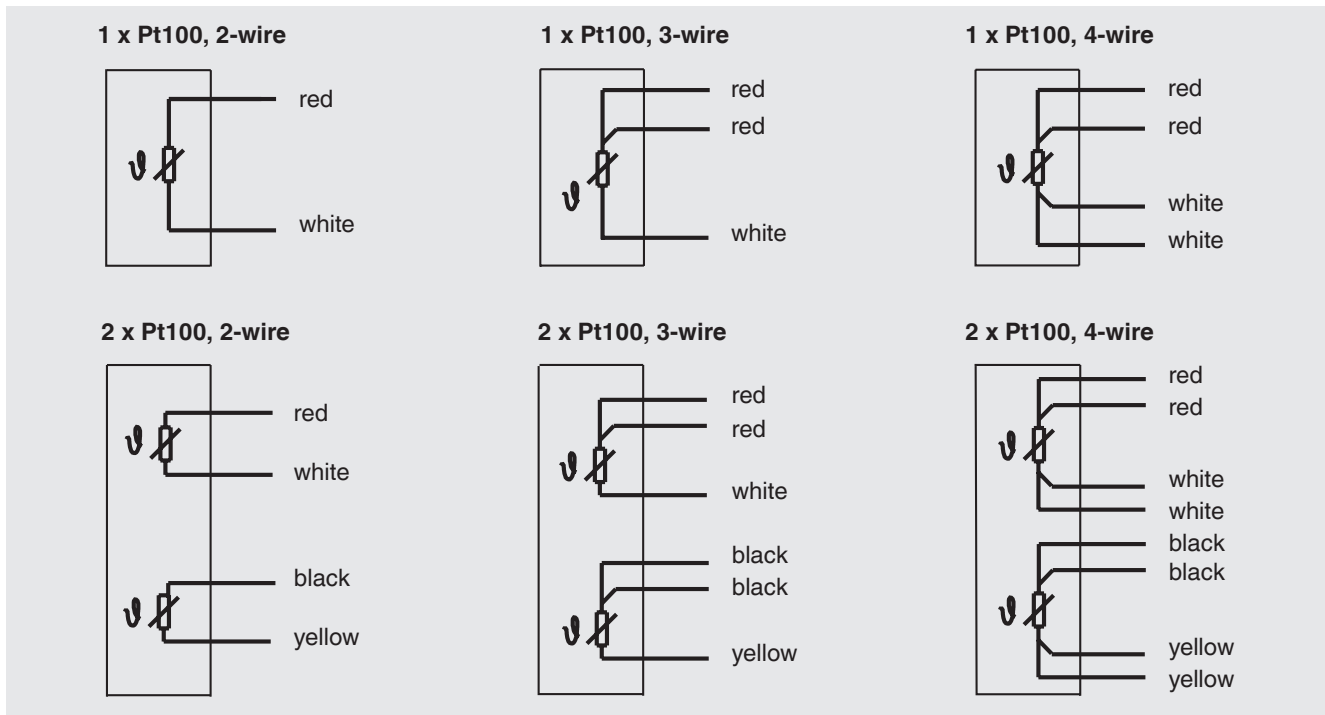 1 x Pt100, 2-wire
red
ϑ
white
1 x Pt100, 3-wire
red
red
ϑ
white
1 x Pt100, 4-wire
red
red
ϑ
white
white
2 x Pt100, 2-wire
red
ϑ
white
black
ϑ
yellow
2 x Pt100, 3-wire
red
red
ϑ
white
black
black
ϑ
yellow
2 x Pt100, 4-wire
red
red
ϑ
white
white
black
black
ϑ
yellow
yellow